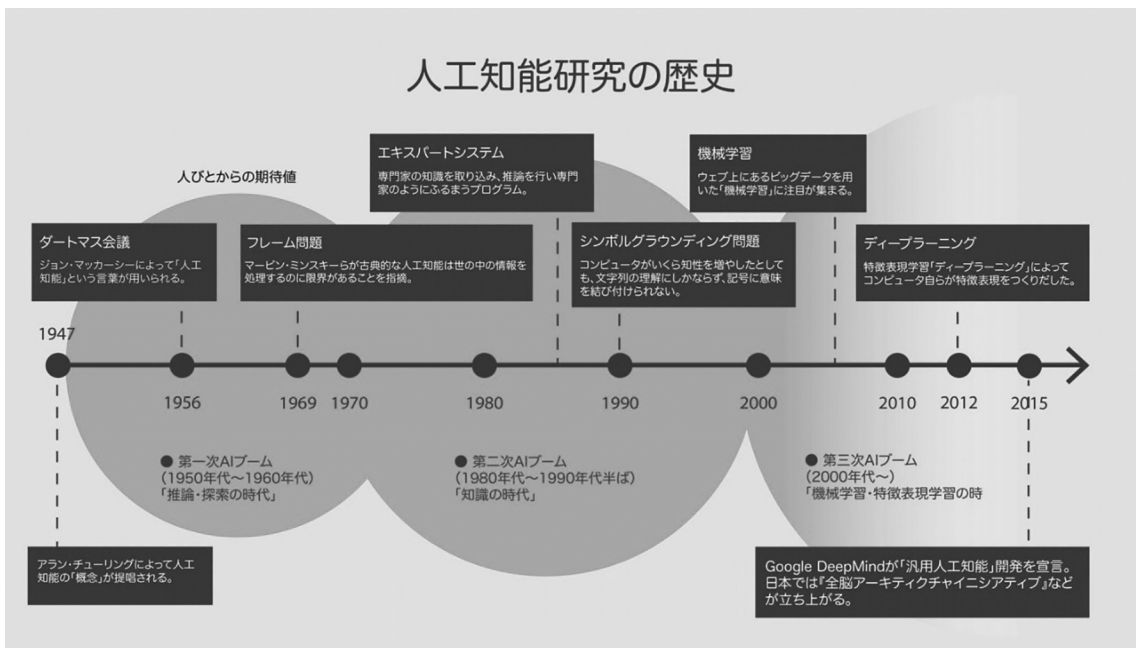 人工知能研究の歴史
人びとからの期待値
エキスパートシステム
専門家の知識を取り込み、推論を行い専門
家のようにふるまうプログラム。
機械学習
ウェブ上にあるビッグデータを用
いた「機械学習」に注目が集まる。
ダートマス会議
ジョン・マッカーシーによって「人工
知能」という言葉が用いられる。
フレーム問題
マービン・ミンスキーらが古典的な人工知能は世の中の情報を
処理するのに限界があることを指摘。
シンボルグラウンディング問題
コンピュータがいくら知性を増やしたとして
も、文字列の理解にしかならず、記号に意味
を結び付けられない。
ディープラーニング
特徴表現学習「ディープラーニング」によって
コンピュータ自らが特徴表現をつくりだした。
1947
1956
1969
1970
1980
1990
2000
2010
2012
2015
● 第一次AIブーム
(1950年代〜1960年代)
「推論・探索の時代」
● 第二次AIブーム
(1980年代〜1990年代半ば)
「知識の時代」
● 第三次AIブーム
(2000年代〜)
「機械学習・特徴表現学習の時
アラン・チューリングによって人工
知能の「概念」が提唱される。
Google DeepMindが「汎用人工知能」開発を宣言。
日本では『全脳アーキティクチャイニシアティブ』など
が立ち上がる。